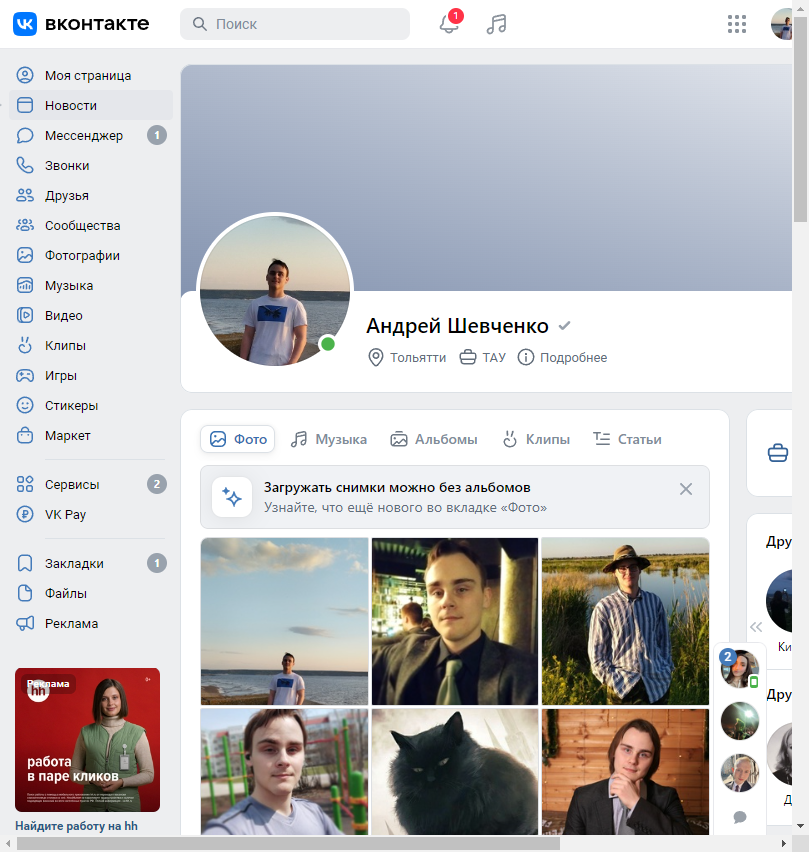 вконтакте
Поиск
1
Моя страница
Новости
Мессенджер 1
Звонки
Друзья
Сообщества
Фотографии
Музыка
Видео
Клипы
Игры
Стикеры
Маркет
Сервисы 2
VK Pay
Закладки 1
Файлы
Реклама
Реклама
hh
работа
в паре кликов
Найдите работу на hh
Андрей Шевченко
Тольятти ТАУ Подробнее
Фото Музыка Альбомы Клипы Статьи
Загружать снимки можно без альбомов
Узнайте, что ещё нового во вкладке «Фото»
Дру
Ки
2
Дру
Д